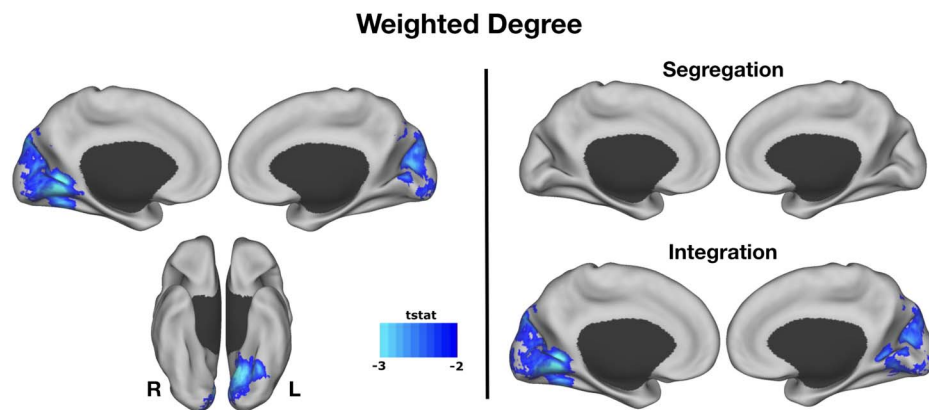 Weighted Degree
Segregation
Integration
tstat
-3 -2
R L